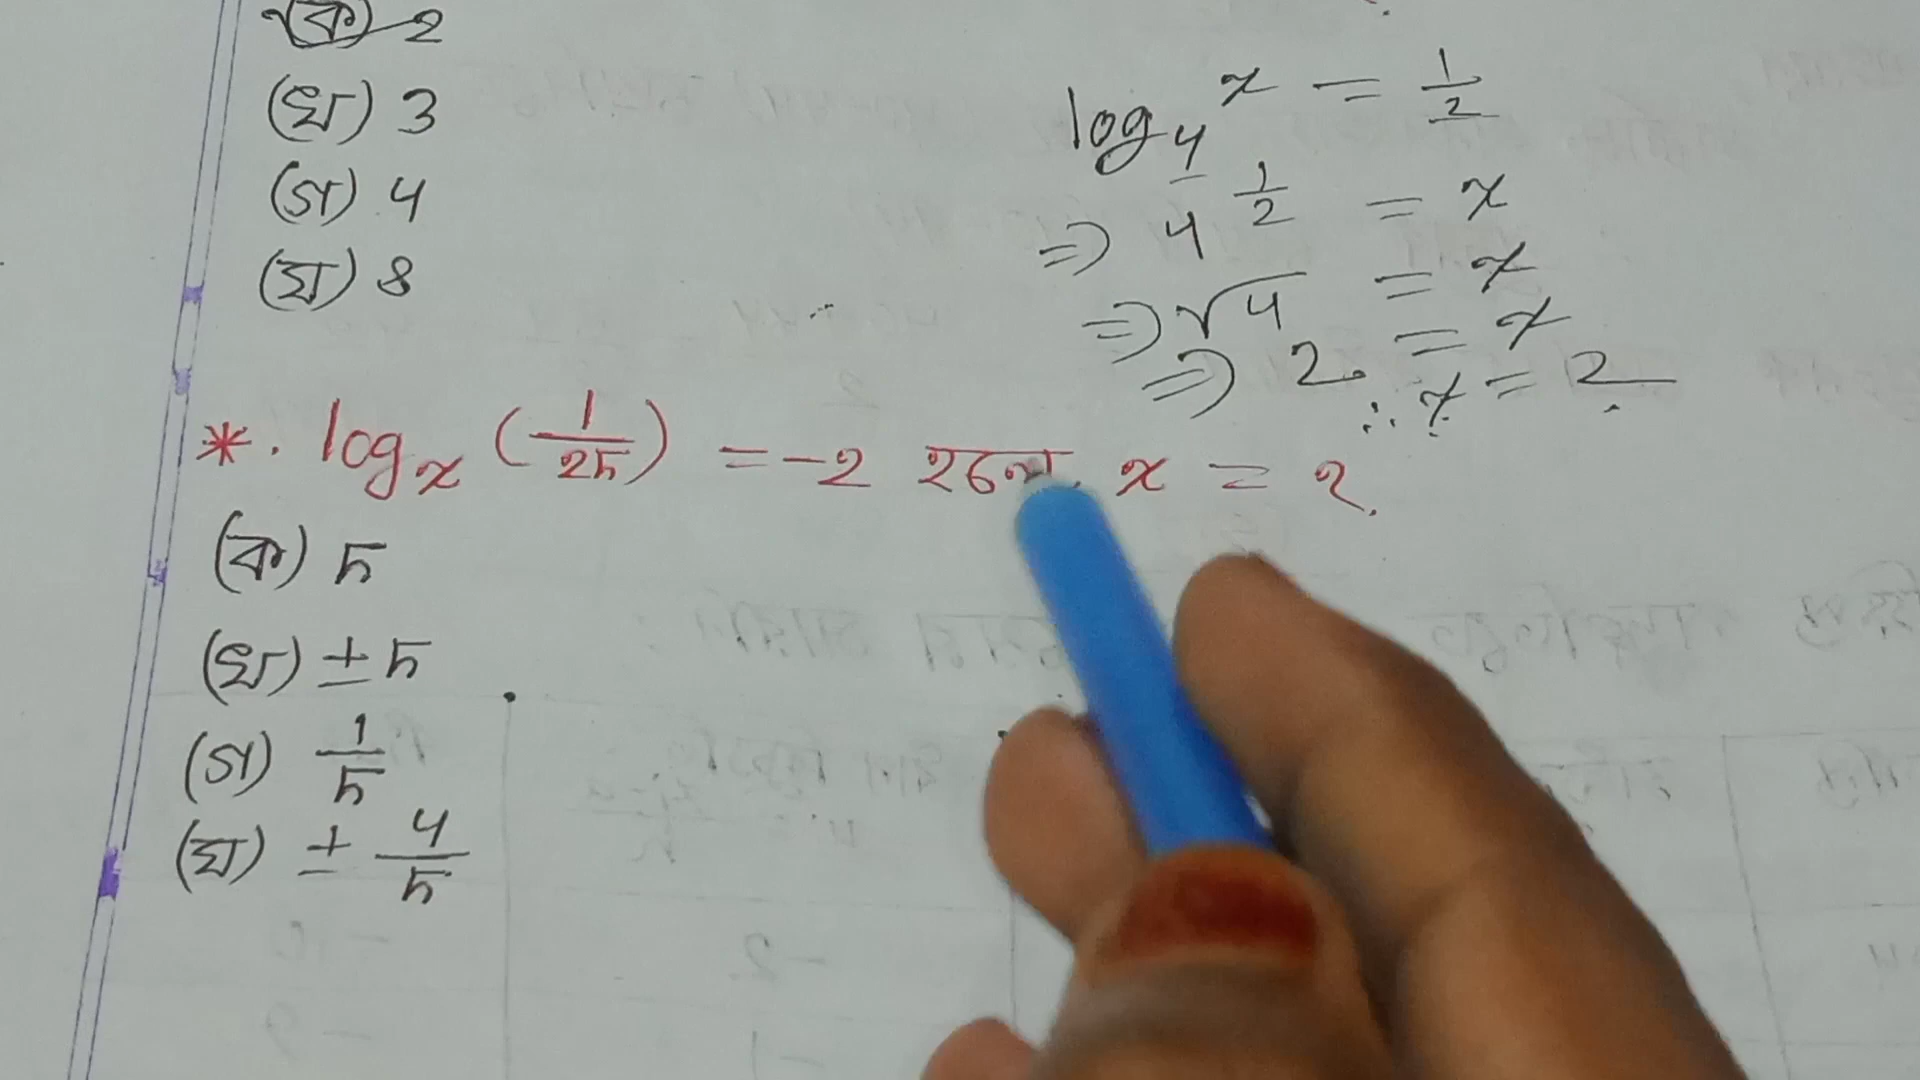 (ক) 2
(খ) 3
(গ) 4
(ঘ) 8
log₄ x = 1/2
⇒ 4^(1/2) = x
⇒ √4 = x
⇒ 2 = x
∴ x = 2
*. logₓ (1/25) = -2 হলে, x = ?
(ক) 5
(খ) ±5
(গ) 1/5
(ঘ) ± 4/5